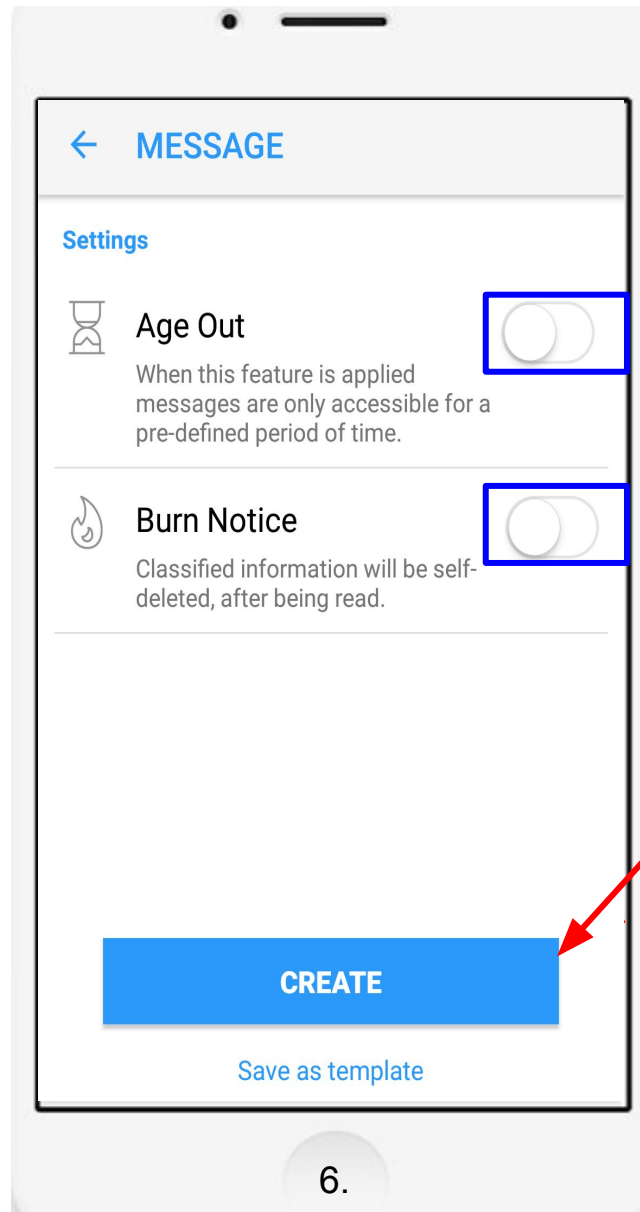 MESSAGE
Settings
Age Out
When this feature is applied
messages are only accessible for a
pre-defined period of time.
Burn Notice
Classified information will be self-
deleted, after being read.
CREATE
Save as template
6.